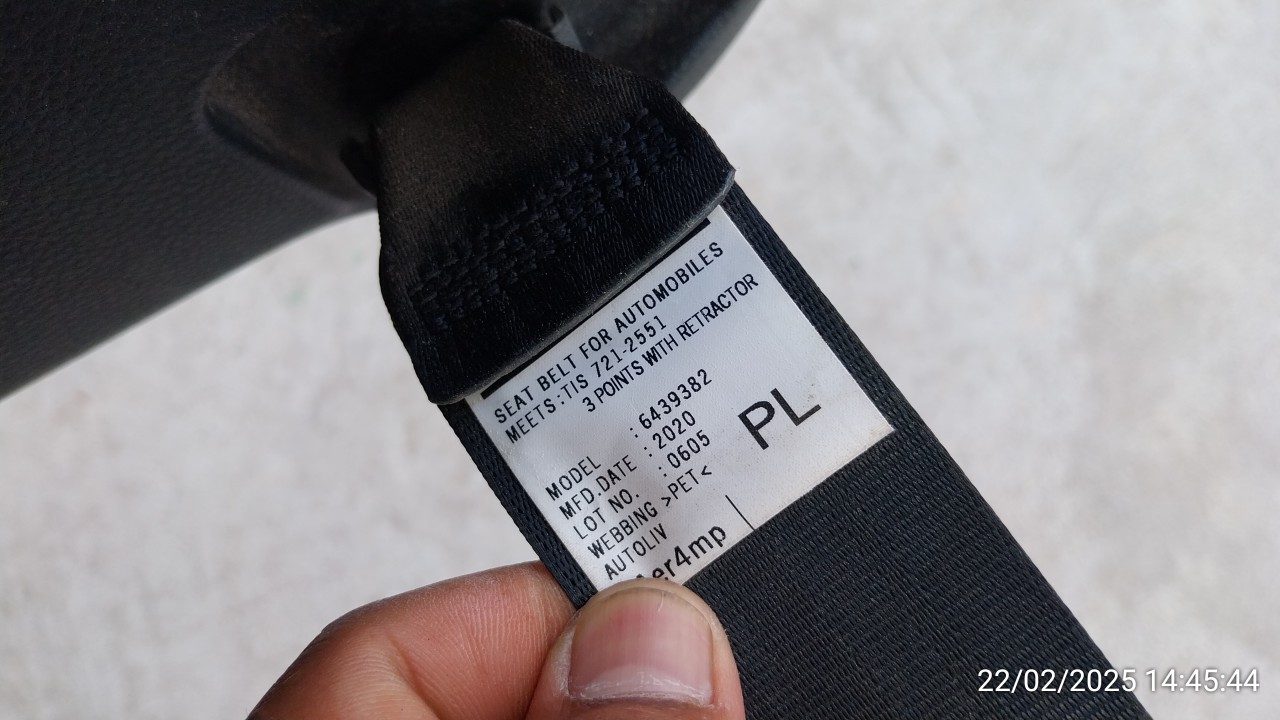 SEAT BELT FOR AUTOMOBILES
MEETS:TIS 721-2551
3 POINTS WITH RETRACTOR
MODEL : 6439382
MFD.DATE : 2020
LOT NO. : 0605
WEBBING >PET<
AUTOLIV
PL
22/02/2025 14:45:44